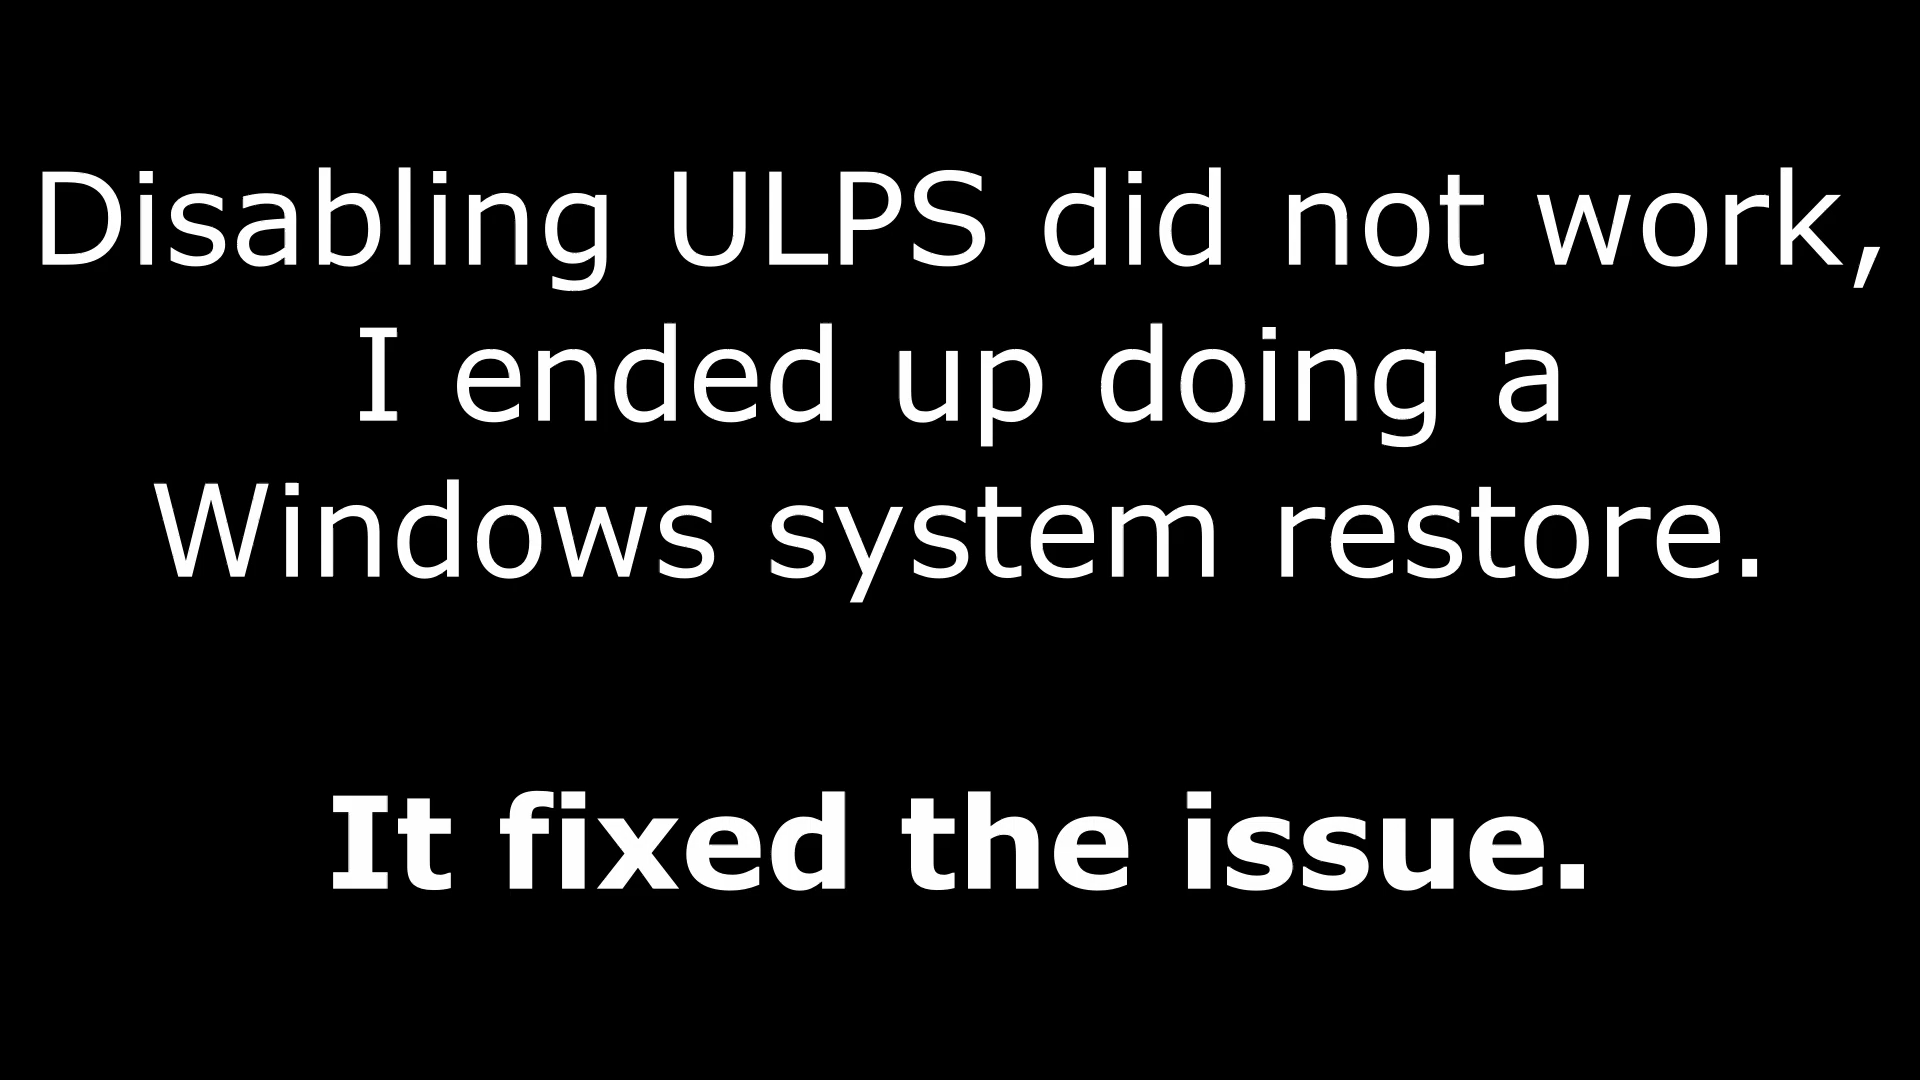 Disabling ULPS did not work,
I ended up doing a
Windows system restore.
It fixed the issue.